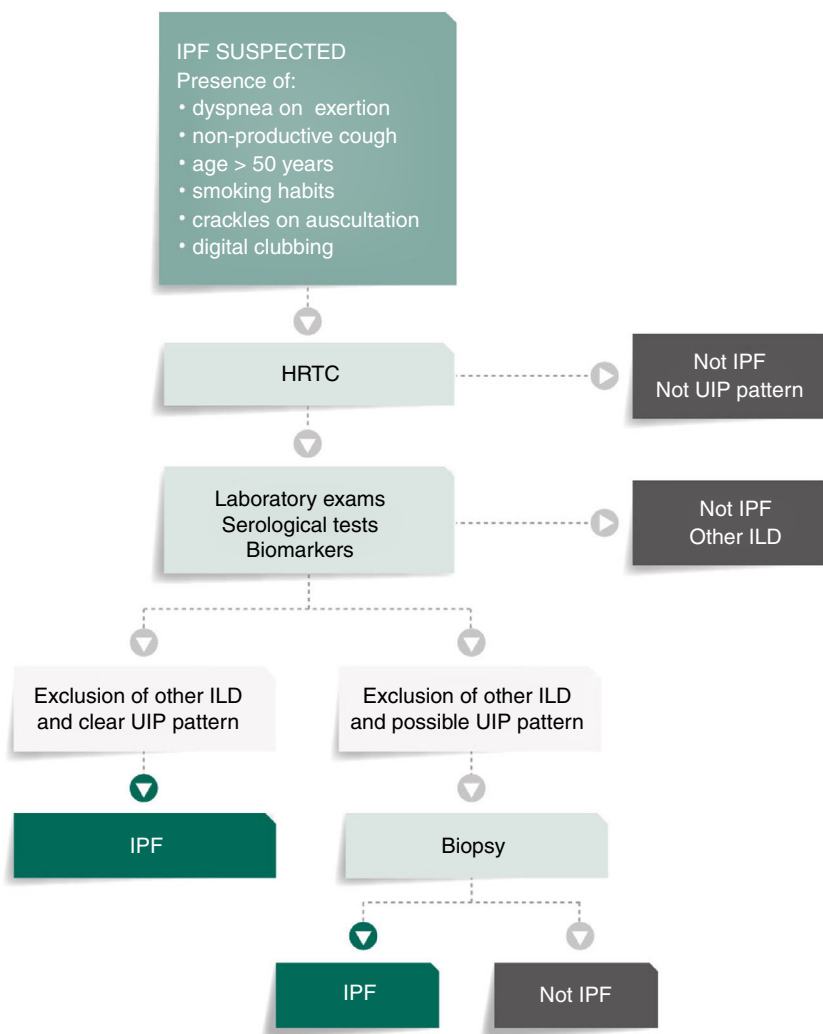 IPF SUSPECTED
Presence of:
• dyspnea on exertion
• non-productive cough
• age > 50 years
• smoking habits
• crackles on auscultation
• digital clubbing
HRTC
Not IPF
Not UIP pattern
Laboratory exams
Serological tests
Biomarkers
Not IPF
Other ILD
Exclusion of other ILD
and clear UIP pattern
Exclusion of other ILD
and possible UIP pattern
IPF
Biopsy
IPF
Not IPF